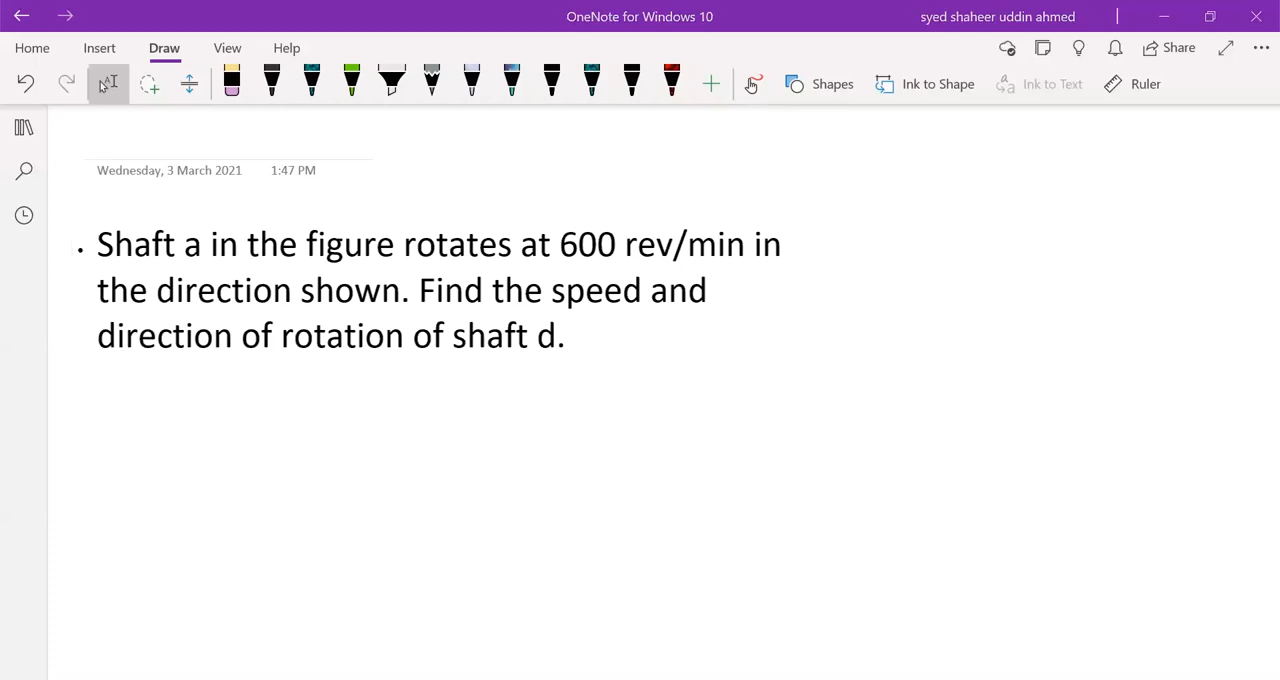 OneNote for Windows 10
syed shaheer uddin ahmed
Home Insert Draw View Help
Share
Shapes Ink to Shape Ink to Text Ruler
Wednesday, 3 March 2021 1:47 PM
• Shaft a in the figure rotates at 600 rev/min in
the direction shown. Find the speed and
direction of rotation of shaft d.